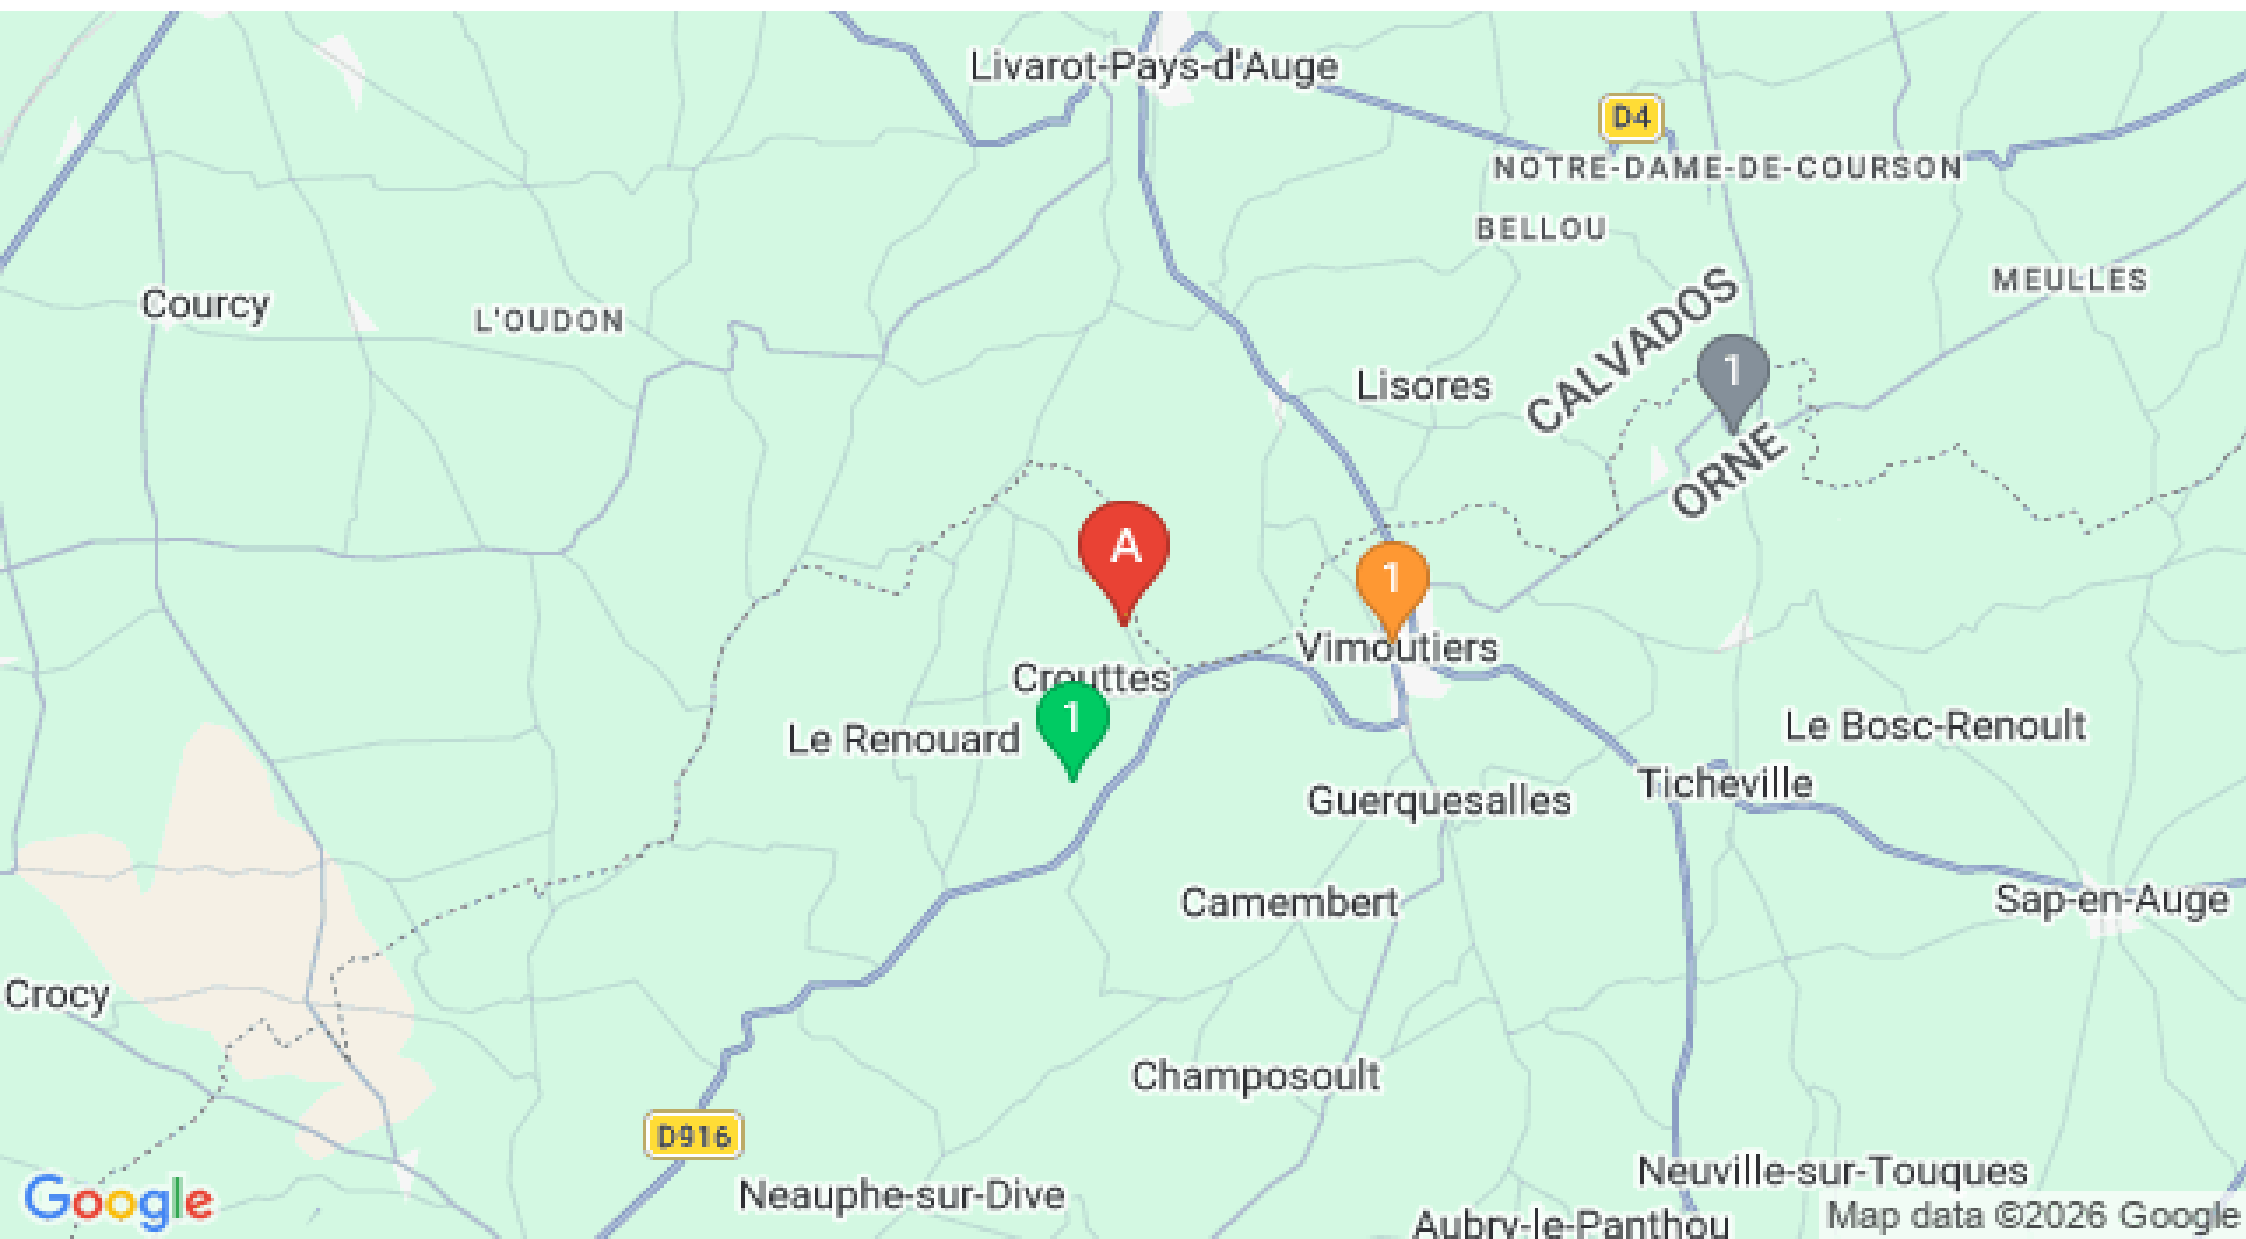 Livarot-Pays-d'Auge
D4
NOTRE-DAME-DE-COURSON
BELLOU
MEULLES
CALVADOS
Courcy
L'OUDON
1
Lisores
ORNE
A
1
Vimoutiers
Crouttes
1
Le Renouard
Le Bosc-Renoult
Ticheville
Guerquesalles
Camembert
Sap-en-Auge
Crocy
Champosoult
D916
Neuville-sur-Touques
Neauphe-sur-Dive
Google
Aubry-le-Panthou
Map data ©2026 Google